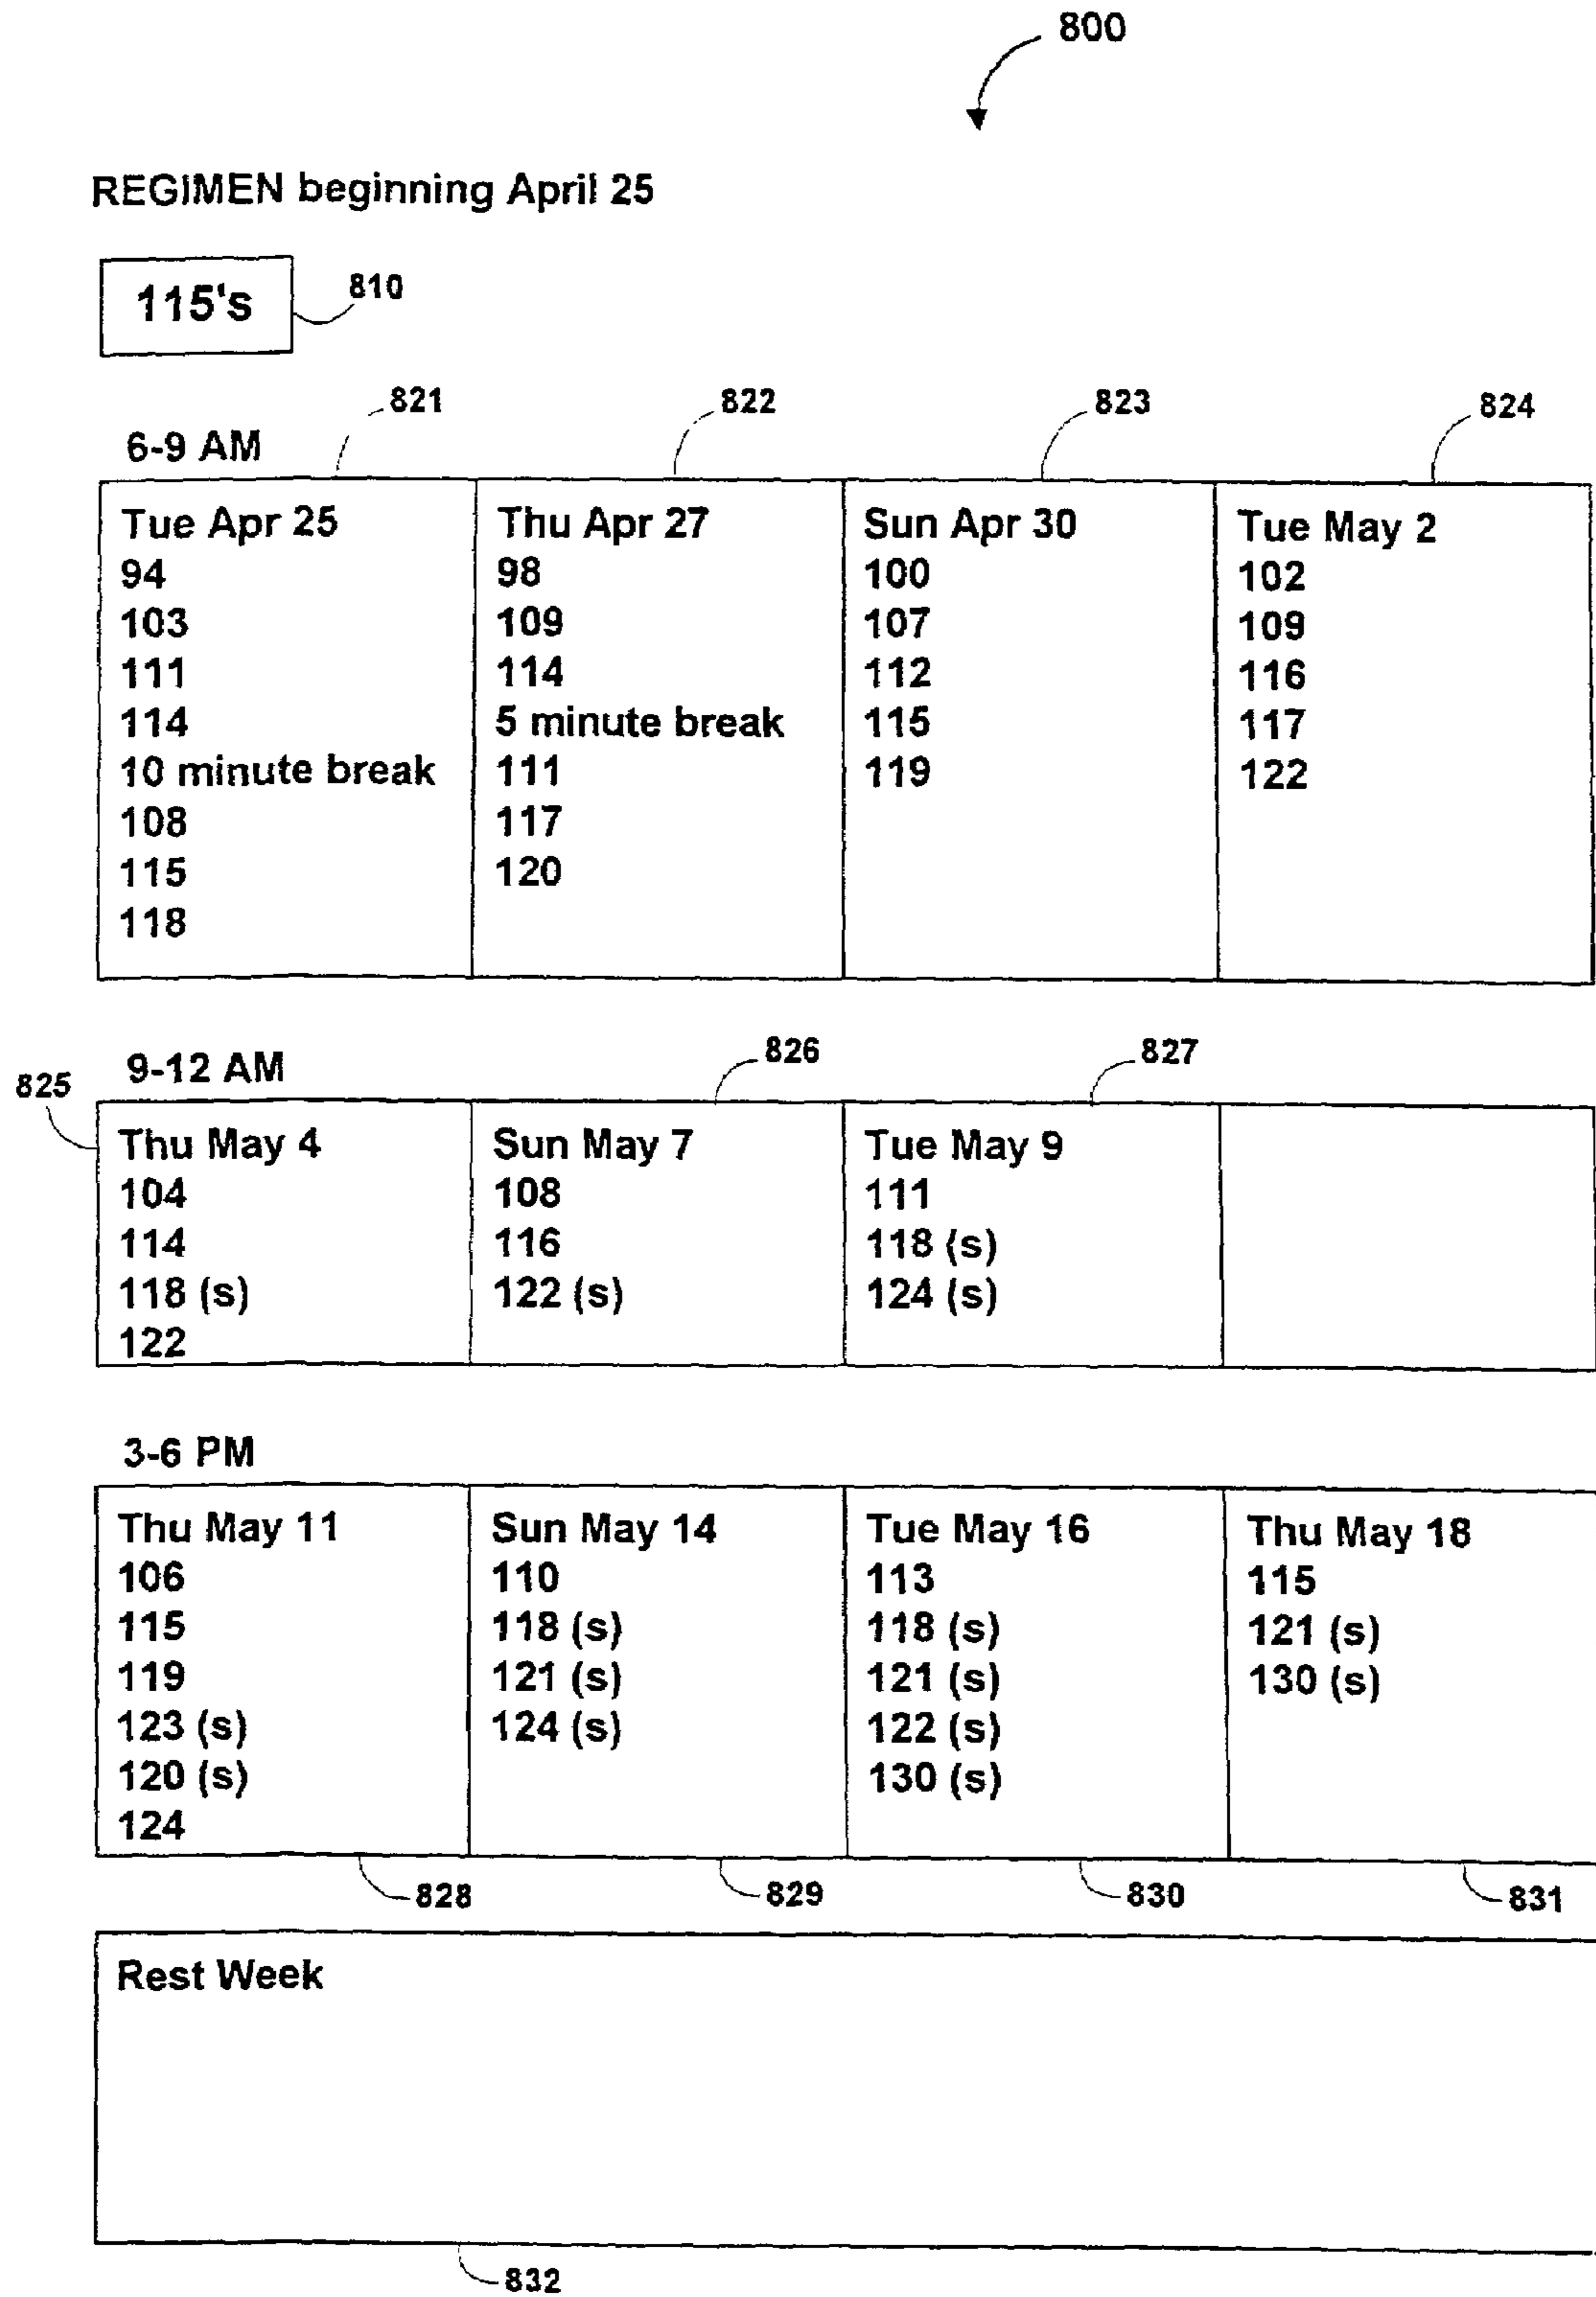 800
REGIMEN beginning April 25
115's
810
821
822
823
824
6-9 AM
Tue Apr 25
94
103
111
114
10 minute break
108
115
118
Thu Apr 27
98
109
114
5 minute break
111
117
120
Sun Apr 30
100
107
112
115
119
Tue May 2
102
109
116
117
122
825
9-12 AM
826
827
Thu May 4
104
114
118 (s)
122
Sun May 7
108
116
122 (s)
Tue May 9
111
118 (s)
124 (s)
3-6 PM
Thu May 11
106
115
119
123 (s)
120 (s)
124
Sun May 14
110
118 (s)
121 (s)
124 (s)
Tue May 16
113
118 (s)
121 (s)
122 (s)
130 (s)
Thu May 18
115
121 (s)
130 (s)
828
829
830
831
Rest Week
832